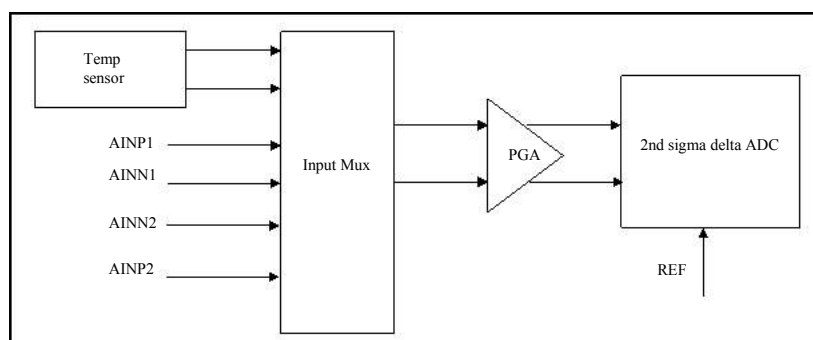 Temp
sensor
AINP1
AINN1
AINN2
AINP2
Input Mux
PGA
2nd sigma delta ADC
REF